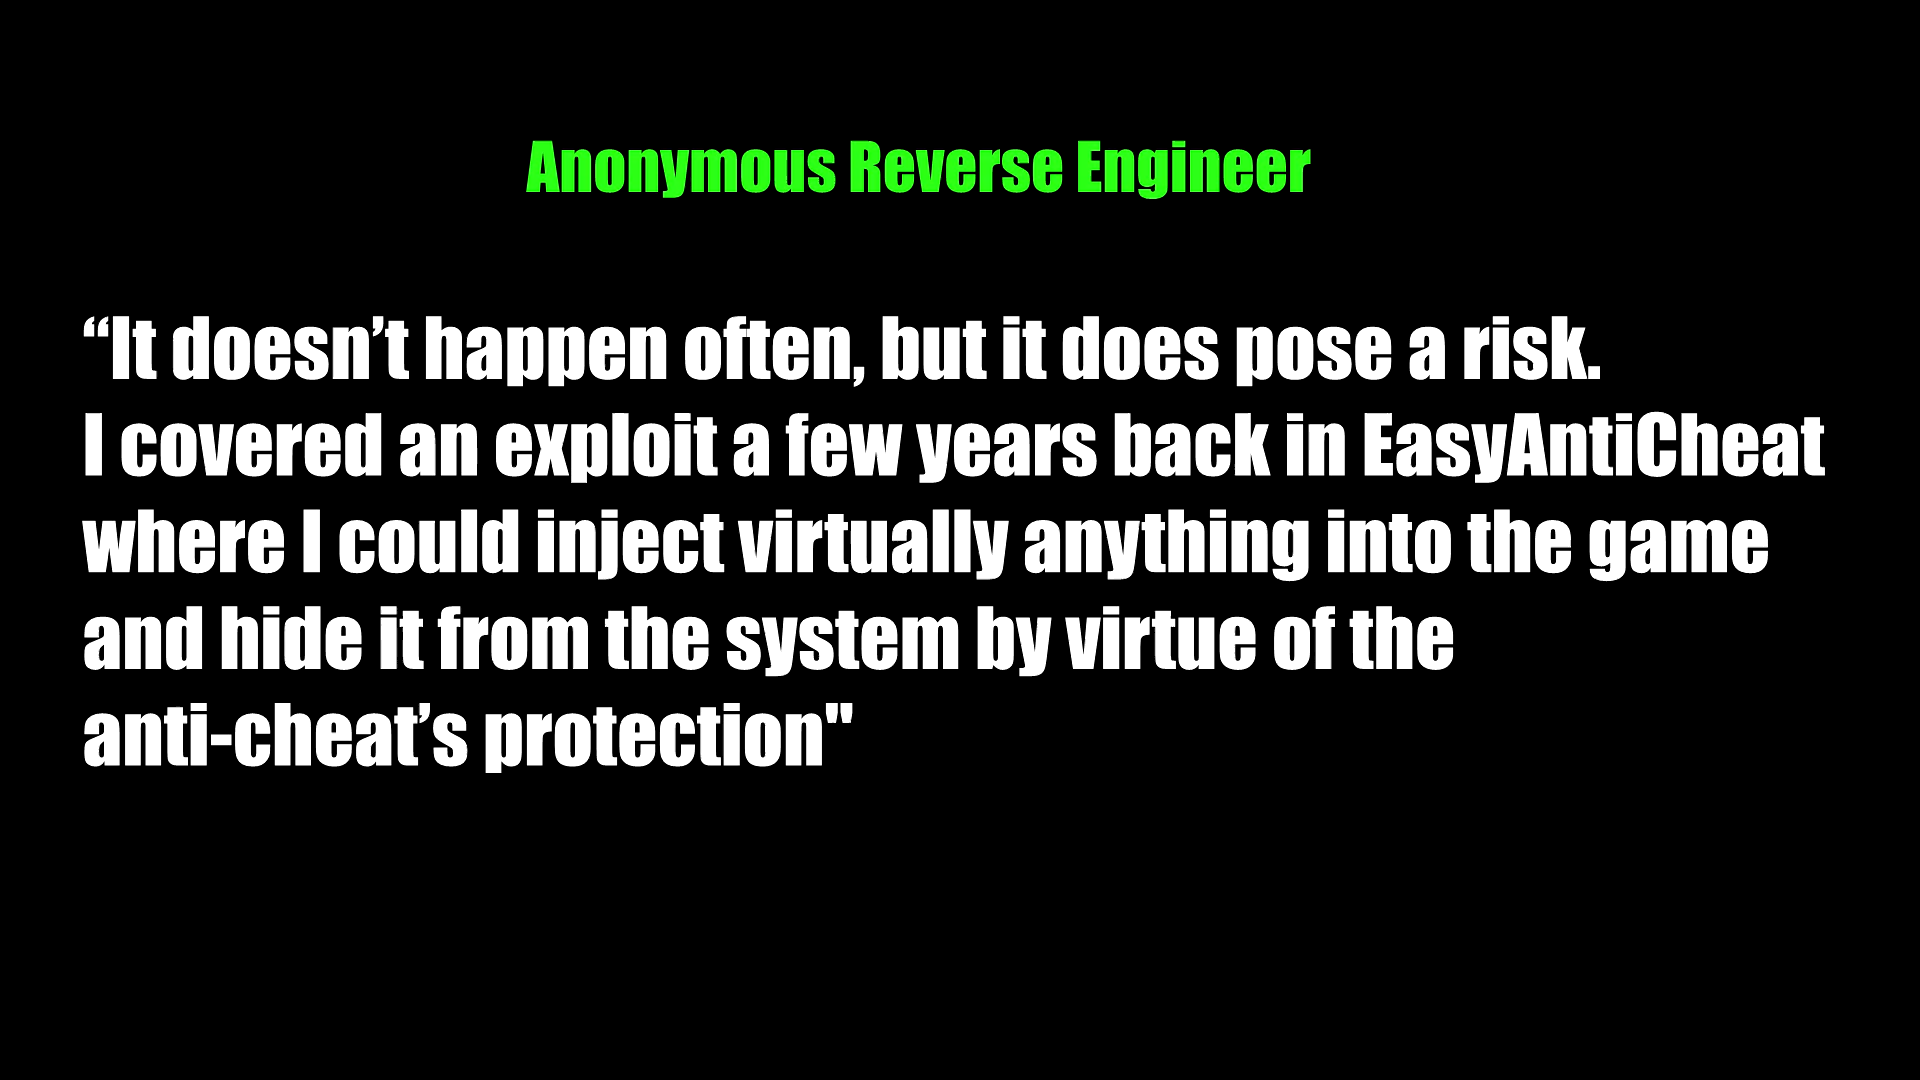 Anonymous Reverse Engineer
“It doesn’t happen often, but it does pose a risk.
I covered an exploit a few years back in EasyAntiCheat
where I could inject virtually anything into the game
and hide it from the system by virtue of the
anti-cheat’s protection"